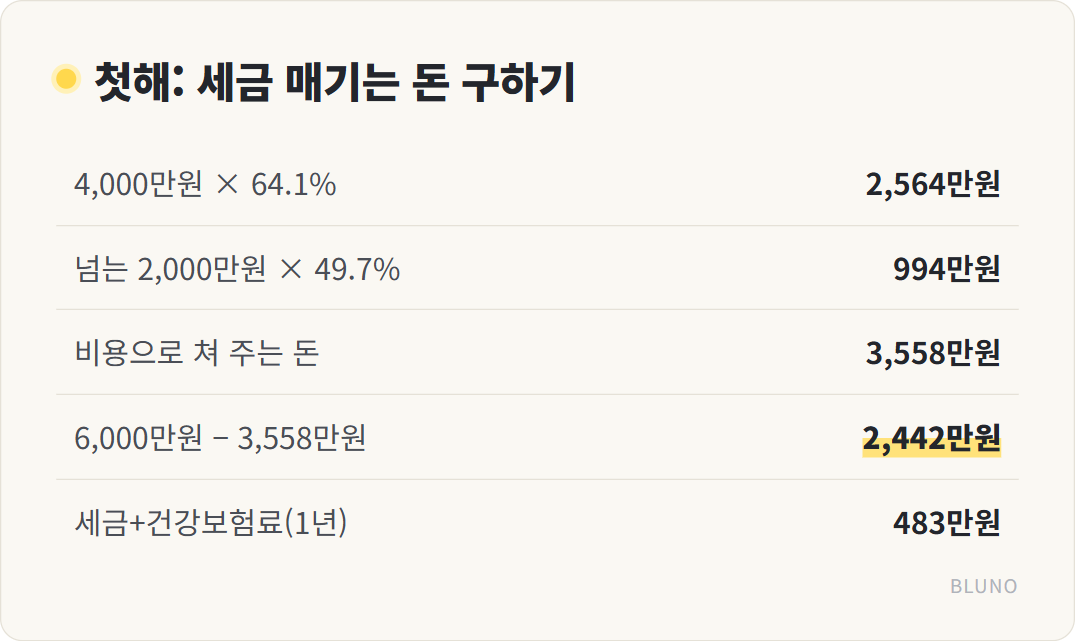 첫해: 세금 매기는 돈 구하기
4,000만원 × 64.1% 2,564만원
넘는 2,000만원 × 49.7% 994만원
비용으로 쳐 주는 돈 3,558만원
6,000만원 − 3,558만원 2,442만원
세금+건강보험료(1년) 483만원
BLUNO